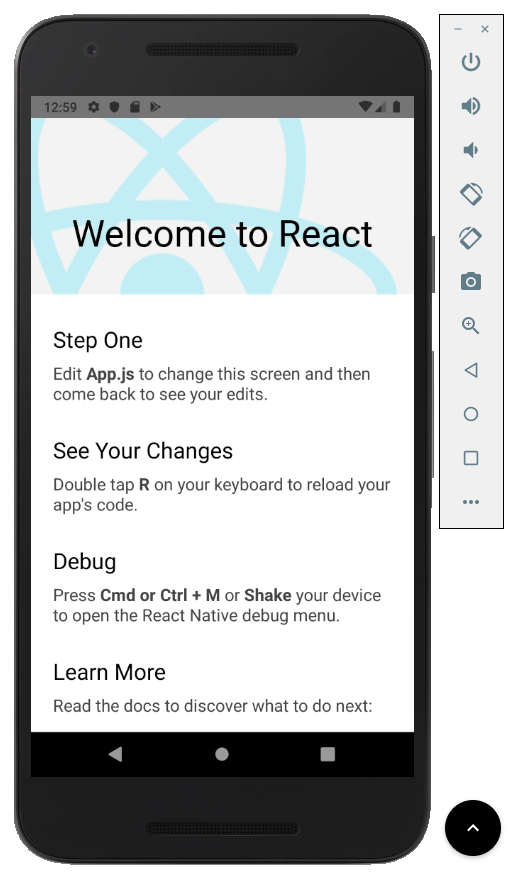 12:59
Welcome to React
Step One
Edit App.js to change this screen and then
come back to see your edits.
See Your Changes
Double tap R on your keyboard to reload your
app's code.
Debug
Press Cmd or Ctrl + M or Shake your device
to open the React Native debug menu.
Learn More
Read the docs to discover what to do next: